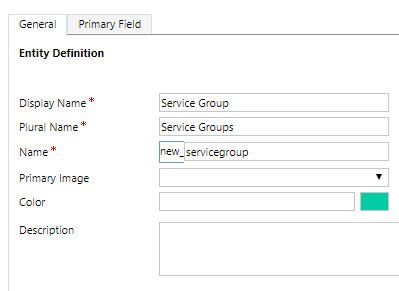 General Primary Field
Entity Definition
Display Name * Service Group
Plural Name * Service Groups
Name * new_ servicegroup
Primary Image
Color
Description